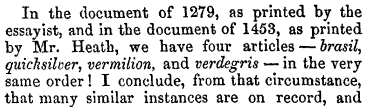 In the document of 1279, as printed by the
essayist, and in the document of 1453, as printed
by Mr. Heath, we have four articles — brasil,
quicksilver, vermilion, and verdegris — in the very
same order! I conclude, from that circumstance,
that many similar instances are on record, and